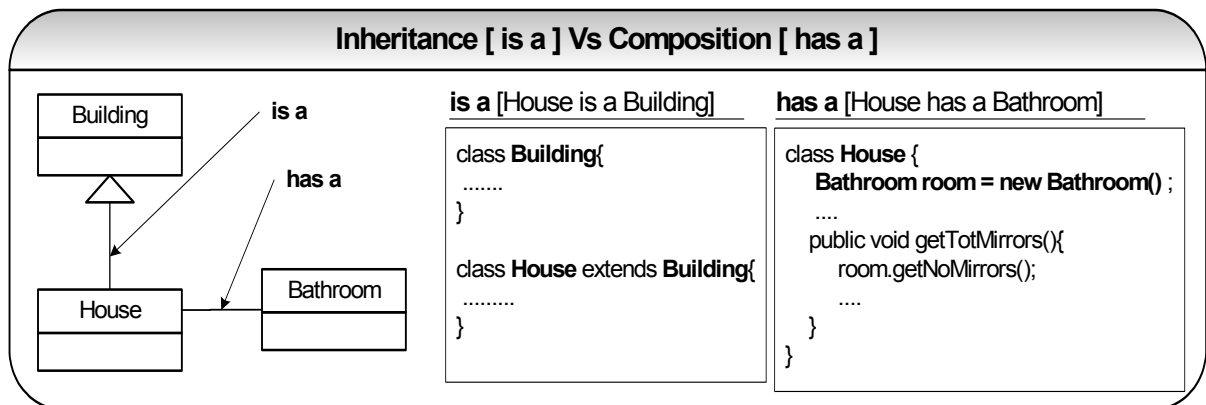 Inheritance [ is a ] Vs Composition [ has a ]
Building
is a
has a
House
Bathroom
is a [House is a Building]
class Building{
.......
}
class House extends Building{
.........
}
has a [House has a Bathroom]
class House {
Bathroom room = new Bathroom() ;
....
public void getTotMirrors(){
room.getNoMirrors();
....
}
}